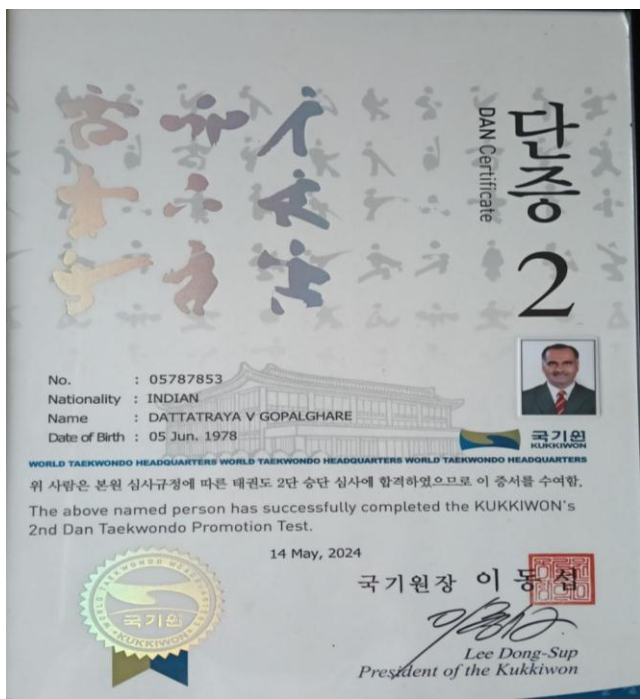 단증
DAN Certificate
2
No. : 05787853
Nationality : INDIAN
Name : DATTATRAYA V GOPALGHARE
Date of Birth : 05 Jun. 1978
국기원
KUKKIWON
WORLD TAEKWONDO HEADQUARTERS WORLD TAEKWONDO HEADQUARTERS WORLD TAEKWONDO HEADQUARTERS
위 사람은 본원 심사규정에 따른 태권도 2단 승단 심사에 합격하였으므로 이 증서를 수여함.
The above named person has successfully completed the KUKKIWON's
2nd Dan Taekwondo Promotion Test.
14 May, 2024
국기원장 이동섭
WORLD TAEKWONDO HEADQUARTERS
국기원
KUKKIWON
Lee Dong-Sup
President of the Kukkiwon